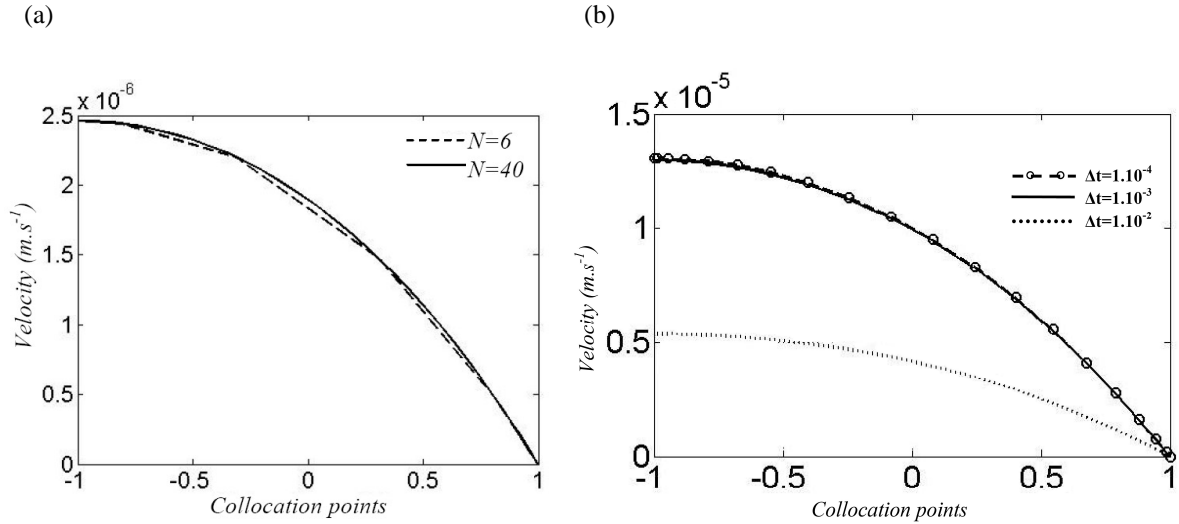 (a)
(b)
x 10⁻⁶
2.5
2
1.5
1
0.5
0
-1
-0.5
0
0.5
1
Velocity (m.s⁻¹)
Collocation points
N=6
N=40
x 10⁻⁵
1.5
1
0.5
0
-1
-0.5
0
0.5
1
Velocity (m.s⁻¹)
Collocation points
Δt=1.10⁻⁴
Δt=1.10⁻³
Δt=1.10⁻²